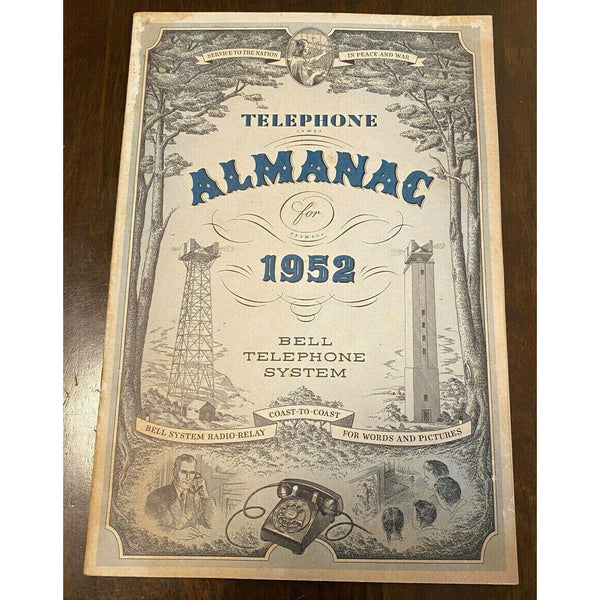 SERVICE TO THE NATION IN PEACE AND WAR
TELEPHONE
ALMANAC
for
1952
BELL
TELEPHONE
SYSTEM
COAST-TO-COAST
BELL SYSTEM RADIO-RELAY FOR WORDS AND PICTURES